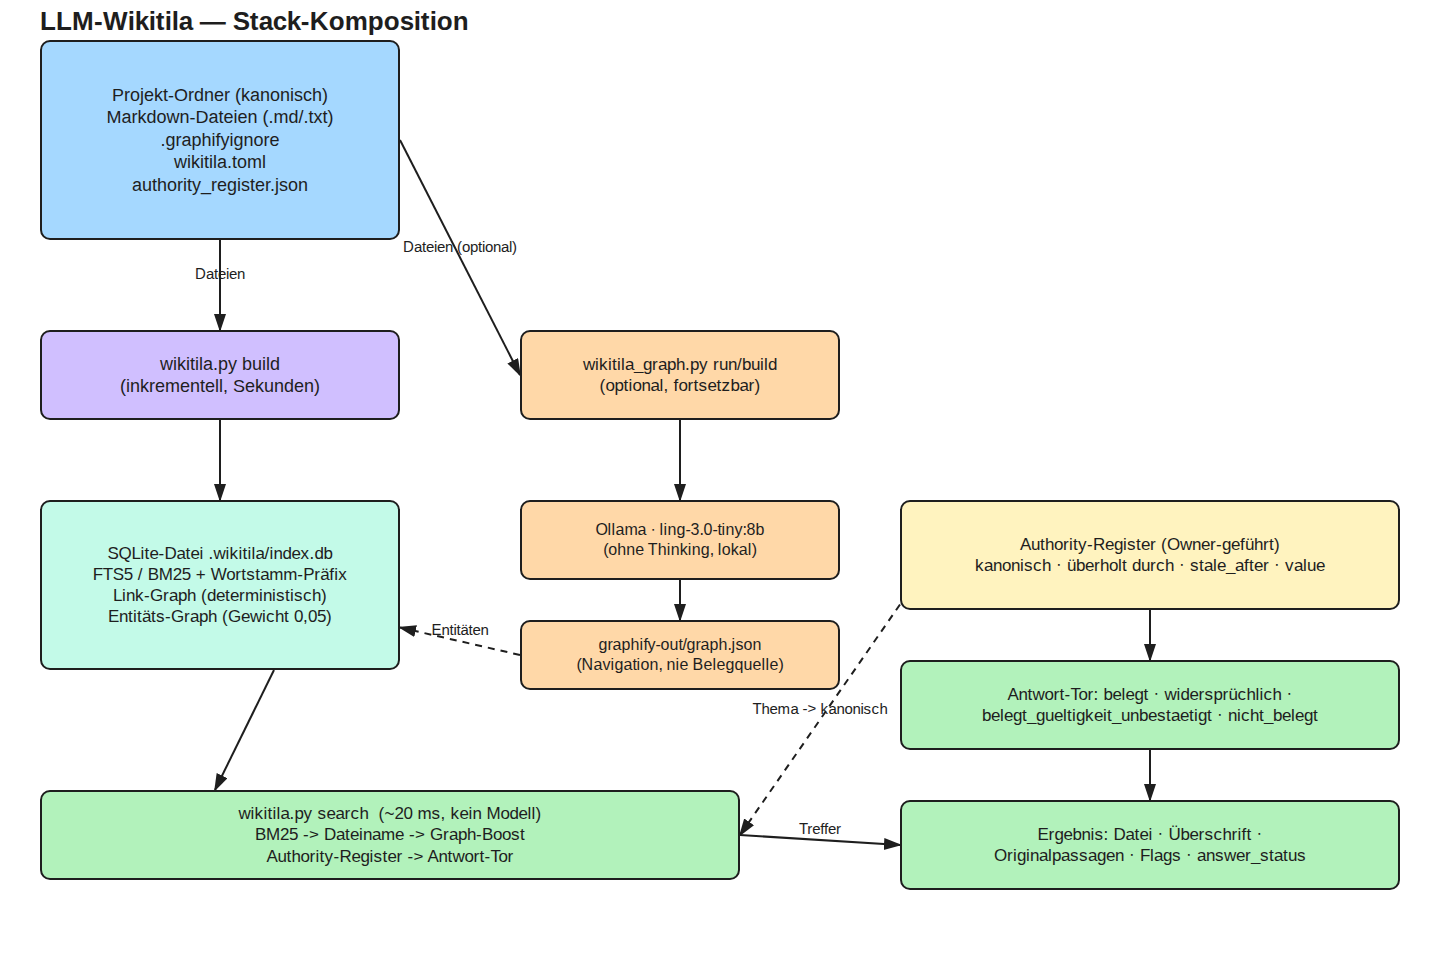 LLM-Wikitila — Stack-Komposition
Projekt-Ordner (kanonisch)
Markdown-Dateien (.md/.txt)
.graphifyignore
wikitila.toml
authority_register.json
Dateien (optional)
Dateien
wikitila.py build
(inkrementell, Sekunden)
wikitila_graph.py run/build
(optional, fortsetzbar)
SQLite-Datei .wikitila/index.db
FTS5 / BM25 + Wortstamm-Präfix
Link-Graph (deterministisch)
Entitäts-Graph (Gewicht 0,05)
Ollama · ling-3.0-tiny:8b
(ohne Thinking, lokal)
Entitäten
graphify-out/graph.json
(Navigation, nie Belegquelle)
Authority-Register (Owner-geführt)
kanonisch · überholt durch · stale_after · value
Thema -> kanonisch
Antwort-Tor: belegt · widersprüchlich ·
belegt_gueltigkeit_unbestaetigt · nicht_belegt
wikitila.py search (~20 ms, kein Modell)
BM25 -> Dateiname -> Graph-Boost
Authority-Register -> Antwort-Tor
Treffer
Ergebnis: Datei · Überschrift ·
Originalpassagen · Flags · answer_status